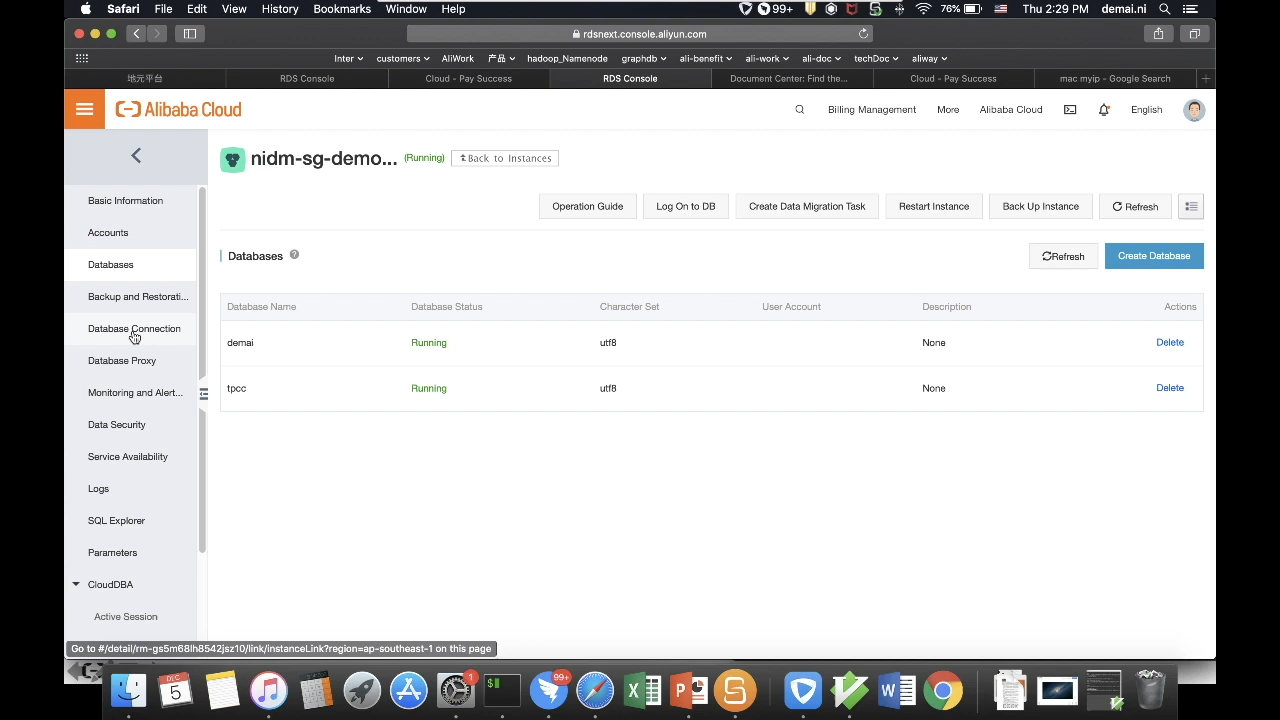 Safari File Edit View History Bookmarks Window Help 99+ 76% Thu 2:29 PM demai.ni
rdsnext.console.aliyun.com
Inter customers AliWork 产品 hadoop_Namenode graphdb ali-benefit ali-work ali-doc techDoc aliway
地元平台 RDS Console Cloud - Pay Success RDS Console Document Center: Find the... Cloud - Pay Success mac myip - Google Search
Alibaba Cloud Billing Management More Alibaba Cloud English
nidm-sg-demo... (Running) Back to Instances
Operation Guide Log On to DB Create Data Migration Task Restart Instance Back Up Instance Refresh
Databases Refresh Create Database
Database Name Database Status Character Set User Account Description Actions
demai Running utf8 None Delete
tpcc Running utf8 None Delete
Basic Information
Accounts
Databases
Backup and Restorati...
Database Connection
Database Proxy
Monitoring and Alert...
Data Security
Service Availability
Logs
SQL Explorer
Parameters
CloudDBA
Active Session
Go to #/detail/rm-gs5m68lh8542jsz10/link/instanceLink?region=ap-southeast-1 on this page
DEC
5
1
$
99+